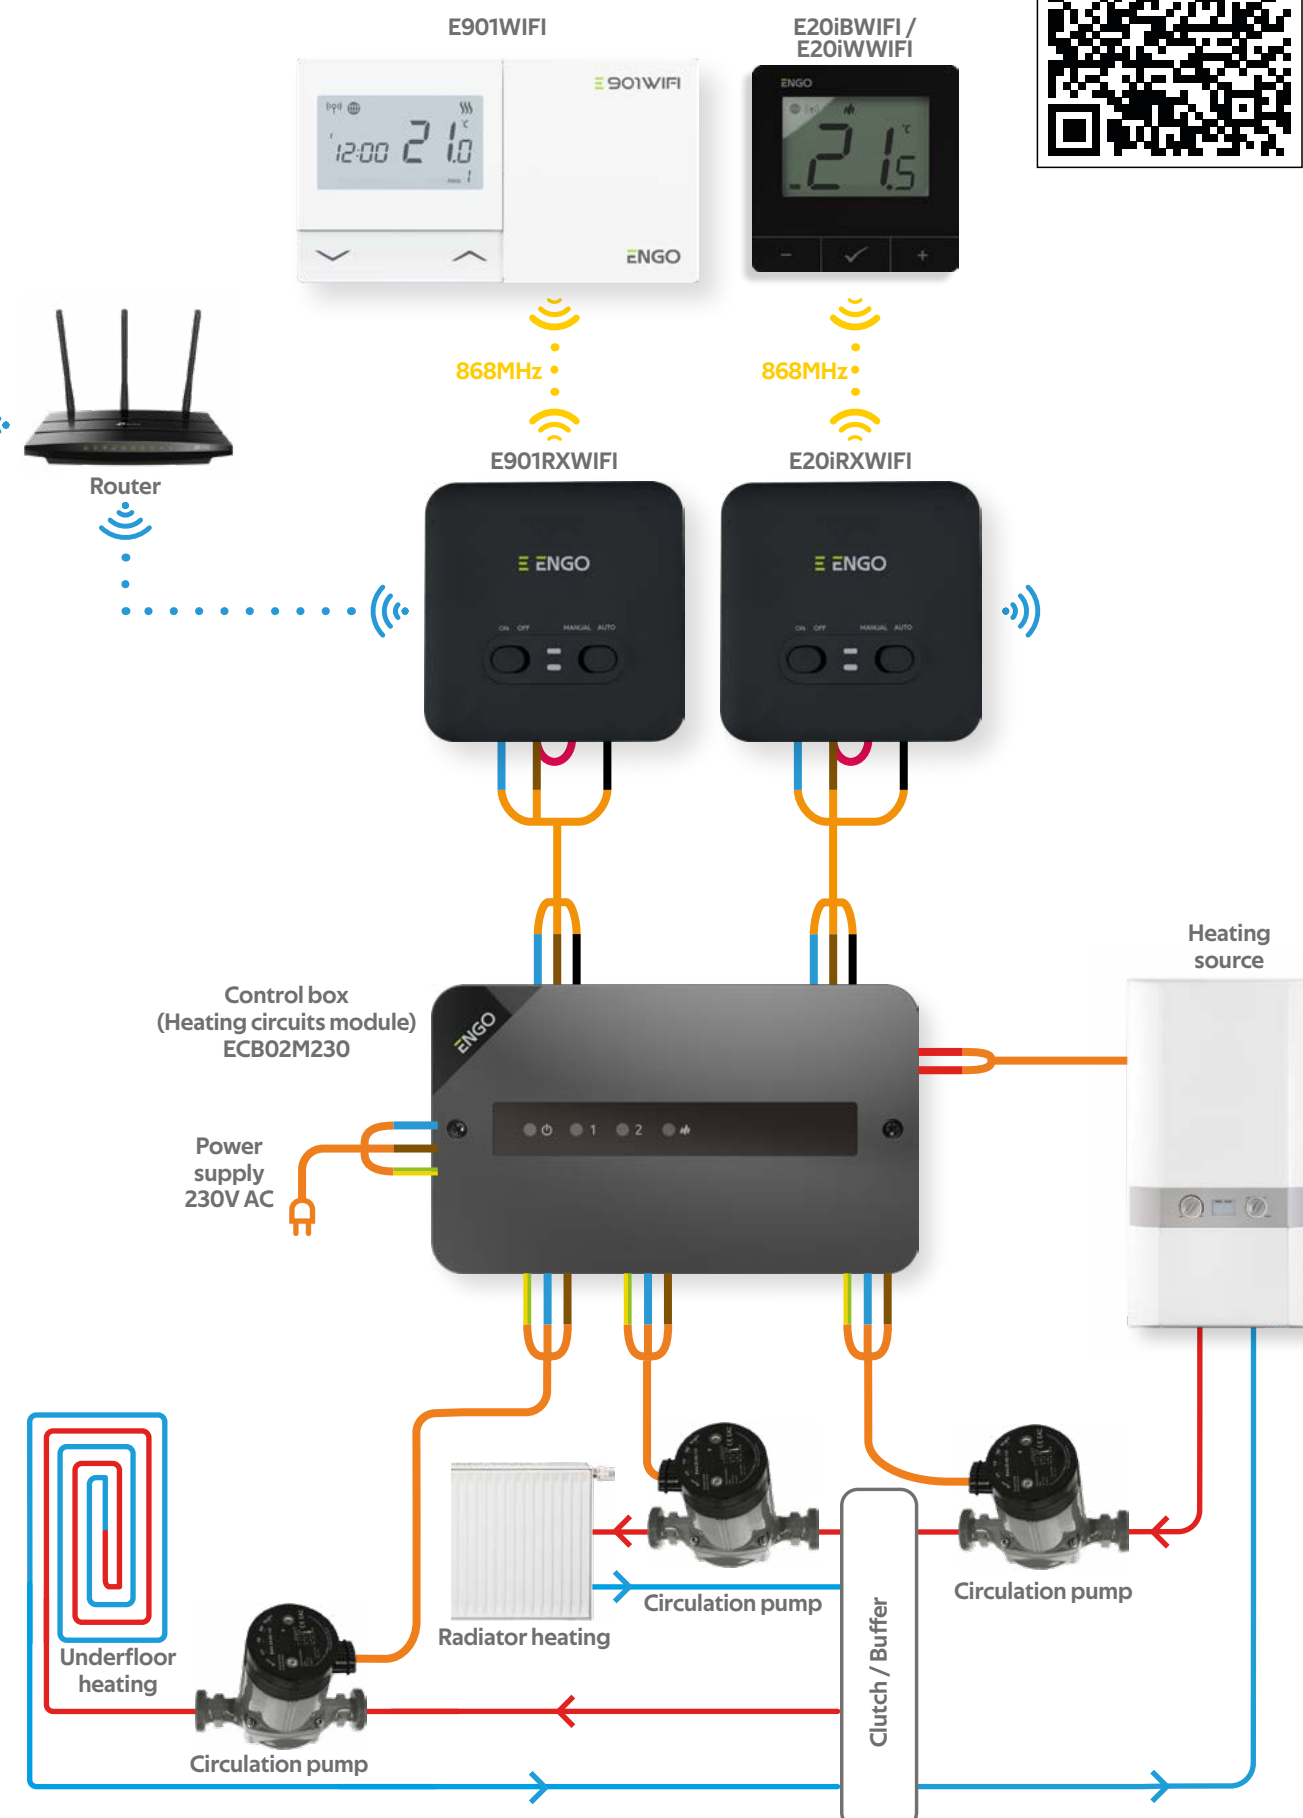 E901WIFI
E20iBWIFI /
E20iWWIFI
901WIFI
12:00 21.0
ENGO
ENGO
°C
21.5
868MHz
868MHz
E901RXWIFI
E20iRXWIFI
Router
ENGO
ON OFF MANUAL AUTO
ENGO
ON OFF MANUAL AUTO
Heating
source
Control box
(Heating circuits module)
ECB02M230
ENGO
1 2
Power
supply
230V AC
Circulation pump
Circulation pump
Radiator heating
Underfloor
heating
Clutch / Buffer
Circulation pump